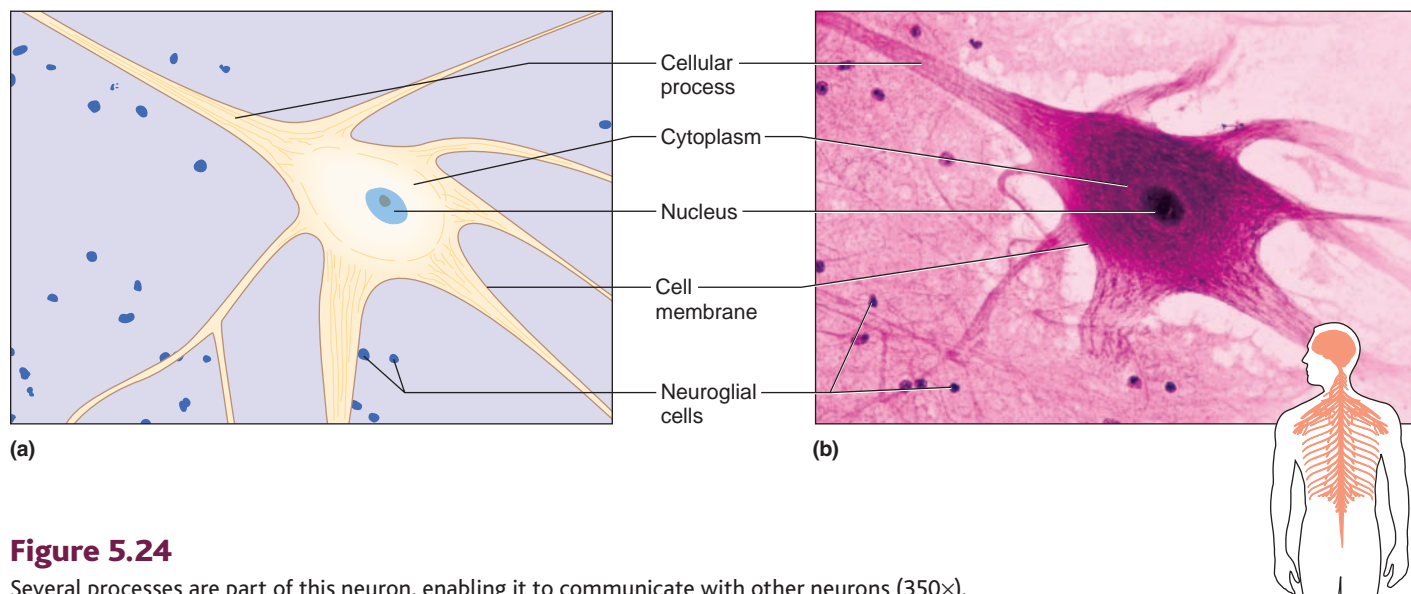 Cellular
process
Cytoplasm
Nucleus
Cell
membrane
Neuroglial
cells
(a)
(b)
Figure 5.24
Several processes are part of this neuron, enabling it to communicate with other neurons (350×).